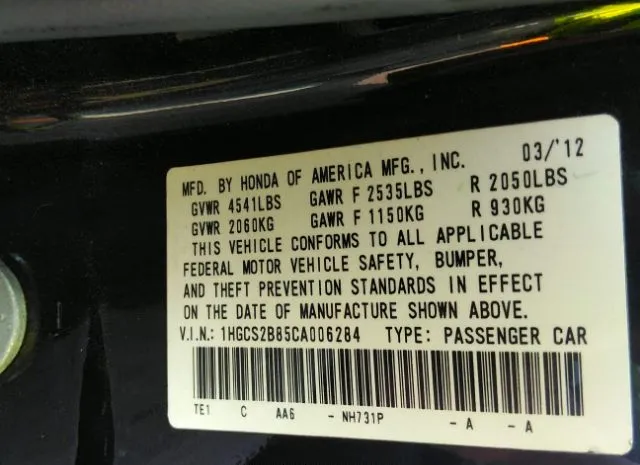 MFD. BY HONDA OF AMERICA MFG., INC. 03/'12
GVWR 4541LBS GAWR F 2535LBS R 2050LBS
GVWR 2060KG GAWR F 1150KG R 930KG
THIS VEHICLE CONFORMS TO ALL APPLICABLE
FEDERAL MOTOR VEHICLE SAFETY, BUMPER,
AND THEFT PREVENTION STANDARDS IN EFFECT
ON THE DATE OF MANUFACTURE SHOWN ABOVE.
V.I.N.: 1HGCS2B85CA006284 TYPE: PASSENGER CAR
TE1 C AA6 - NH731P - A - A